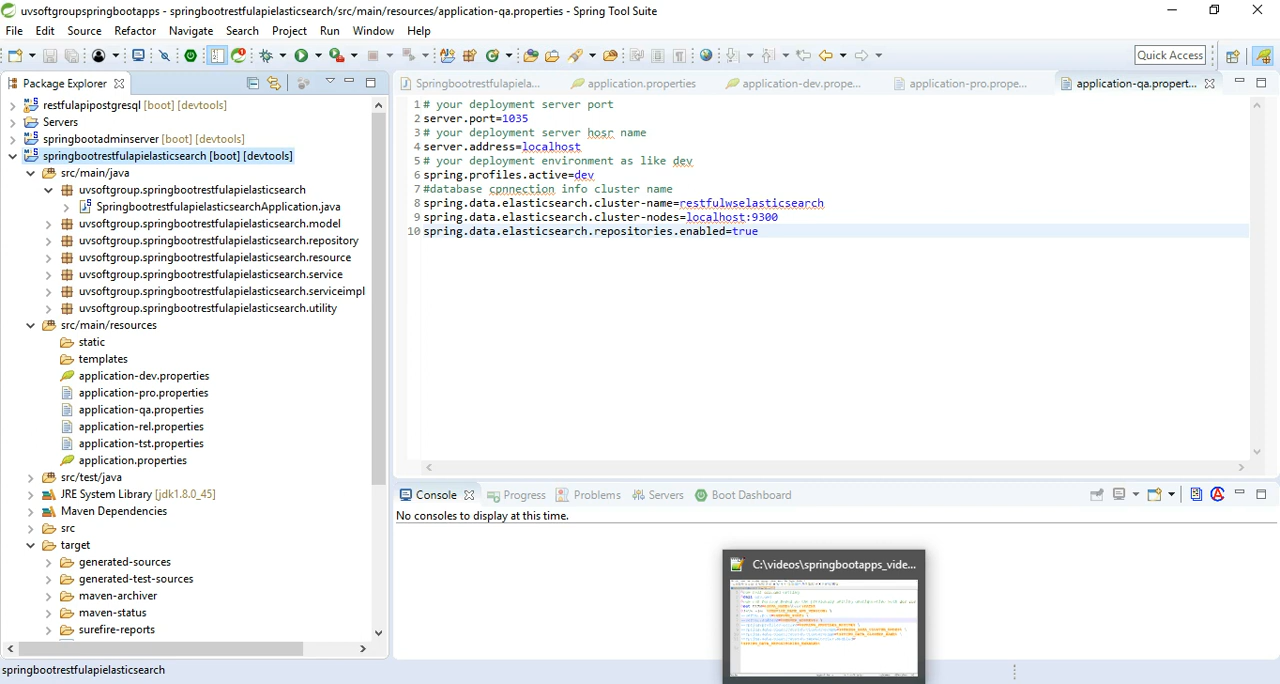 uvsoftgroupspringbootapps - springbootrestfulapielasticsearch/src/main/resources/application-qa.properties - Spring Tool Suite
File Edit Source Refactor Navigate Search Project Run Window Help
Quick Access
Package Explorer
Springbootrestfulapiela... application.properties application-dev.prope... application-pro.prope... application-qa.propert...
restfulapipostgresql [boot] [devtools]
Servers
springbootadminserver [boot] [devtools]
springbootrestfulapielasticsearch [boot] [devtools]
src/main/java
uvsoftgroup.springbootrestfulapielasticsearch
SpringbootrestfulapielasticsearchApplication.java
uvsoftgroup.springbootrestfulapielasticsearch.model
uvsoftgroup.springbootrestfulapielasticsearch.repository
uvsoftgroup.springbootrestfulapielasticsearch.resource
uvsoftgroup.springbootrestfulapielasticsearch.service
uvsoftgroup.springbootrestfulapielasticsearch.serviceimpl
uvsoftgroup.springbootrestfulapielasticsearch.utility
src/main/resources
static
templates
application-dev.properties
application-pro.properties
application-qa.properties
application-rel.properties
application-tst.properties
application.properties
src/test/java
JRE System Library [jdk1.8.0_45]
Maven Dependencies
src
target
generated-sources
generated-test-sources
maven-archiver
surefire-reports
1 # your deployment server port
2 server.port=1035
3 # your deployment server hosr name
4 server.address=localhost
5 # your deployment environment as like dev
6 spring.profiles.active=dev
7 #database cpnnection info cluster name
8 spring.data.elasticsearch.cluster-name=restfulwselasticsearch
9 spring.data.elasticsearch.cluster-nodes=localhost:9300
10 spring.data.elasticsearch.repositories.enabled=true
Console Progress Problems Servers Boot Dashboard
No consoles to display at this time.
C:\videos\springbootapps_vide...
springbootrestfulapielasticsearch